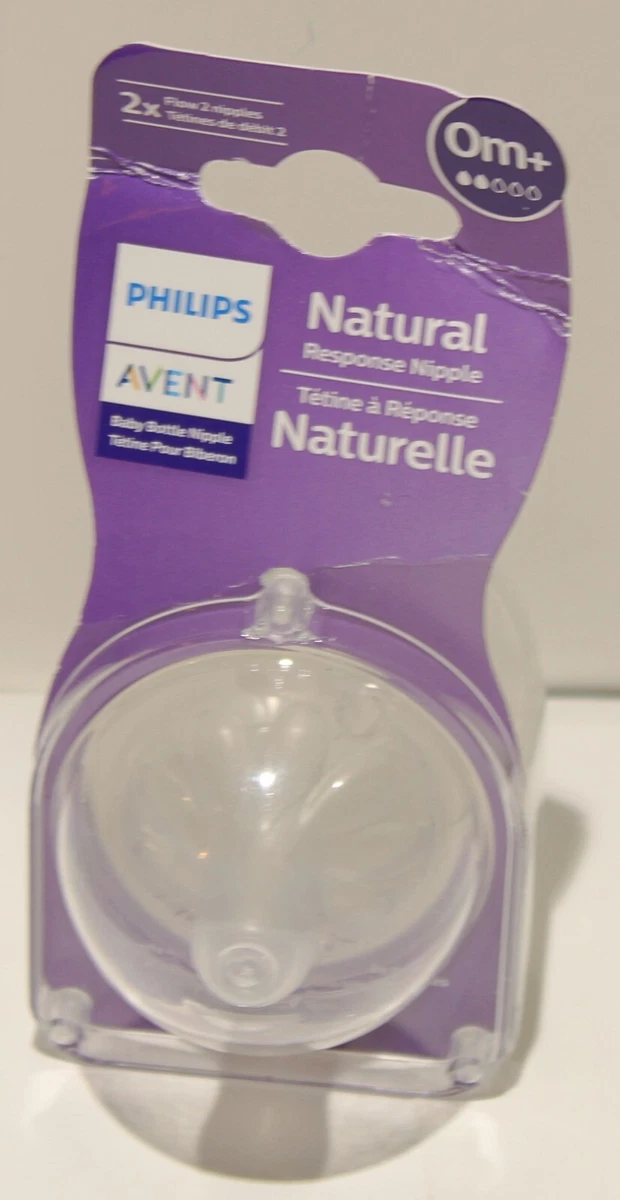 2x Flow 2 nipples
Tétines de débit 2
0m+
PHILIPS
AVENT
Baby Bottle Nipple
Tétine Pour Biberon
Natural
Response Nipple
Tétine à Réponse
Naturelle